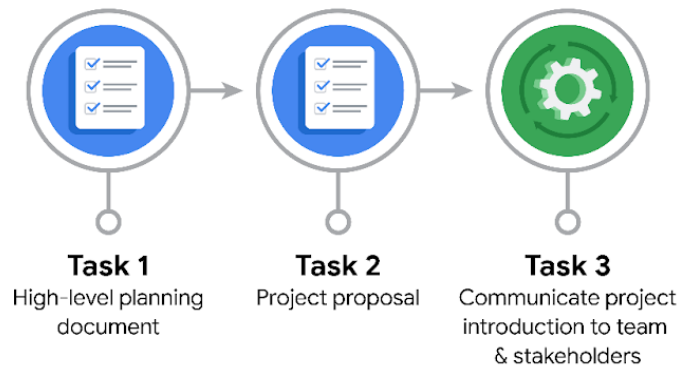 Task 1
High-level planning
document
Task 2
Project proposal
Task 3
Communicate project
introduction to team
& stakeholders